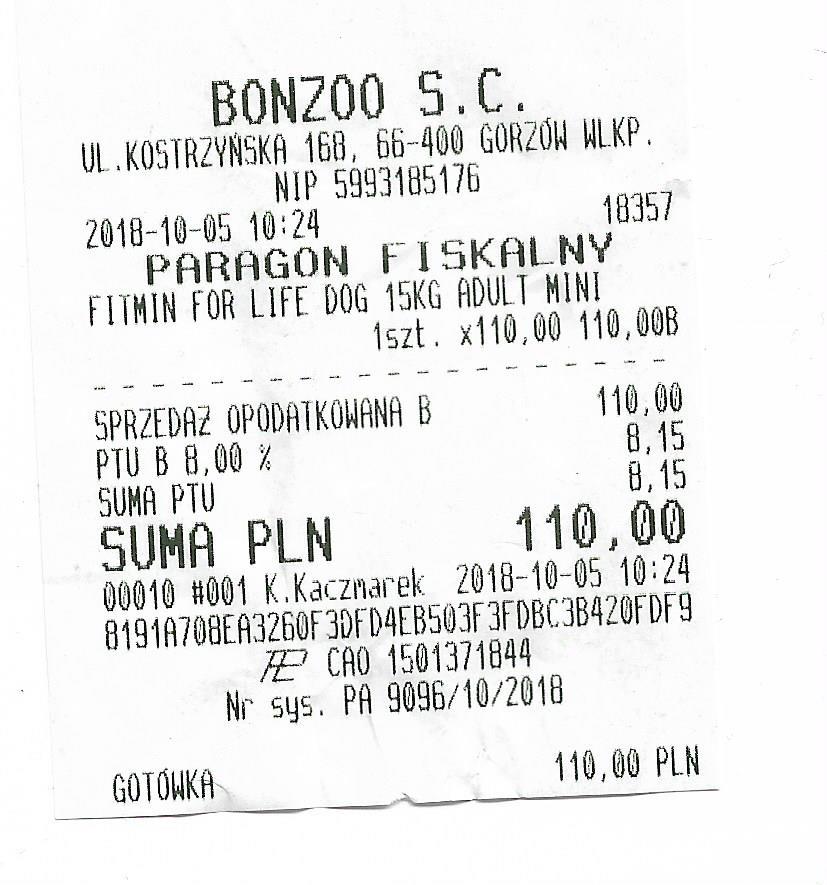 BONZOO S.C.
UL.KOSTRZYŃSKA 168, 66-400 GORZÓW WLKP.
NIP 5993185176
2018-10-05 10:24 18357
PARAGON FISKALNY
FITMIN FOR LIFE DOG 15KG ADULT MINI
1szt. x110,00 110,00B
SPRZEDAŻ OPODATKOWANA B 110,00
PTU B 8,00 % 8,15
SUMA PTU 8,15
SUMA PLN 110,00
00010 #001 K.Kaczmarek 2018-10-05 10:24
8191A708EA3260F3DFD4EB503F3FDBC3B420FDF9
CAO 1501371844
Nr sys. PA 9096/10/2018
GOTÓWKA 110,00 PLN